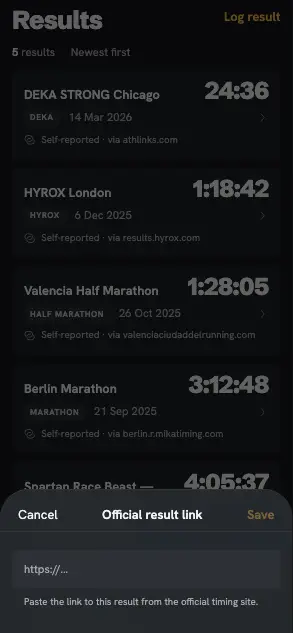 Results
Log result
5 results Newest first
DEKA STRONG Chicago
24:36
DEKA 14 Mar 2026
Self-reported · via athlinks.com
HYROX London
1:18:42
HYROX 6 Dec 2025
Self-reported · via results.hyrox.com
Valencia Half Marathon
1:28:05
HALF MARATHON 26 Oct 2025
Self-reported · via valenciaciudaddelrunning.com
Berlin Marathon
3:12:48
MARATHON 21 Sep 2025
Self-reported · via berlin.r.mikatiming.com
Spartan Race Beast —
4:05:37
Cancel
Official result link
Save
https://...
Paste the link to this result from the official timing site.